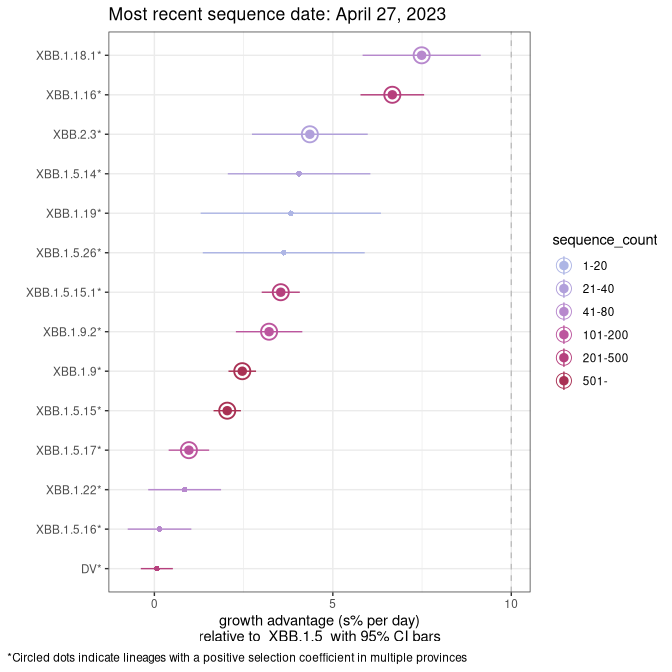 Most recent sequence date: April 27, 2023
XBB.1.18.1*
XBB.1.16*
XBB.2.3*
XBB.1.5.14*
XBB.1.19*
XBB.1.5.26*
XBB.1.5.15.1*
XBB.1.9.2*
XBB.1.9*
XBB.1.5.15*
XBB.1.5.17*
XBB.1.22*
XBB.1.5.16*
DV*
0 5 10
growth advantage (s% per day)
relative to XBB.1.5 with 95% CI bars
sequence_count
1-20
21-40
41-80
101-200
201-500
501-
*Circled dots indicate lineages with a positive selection coefficient in multiple provinces